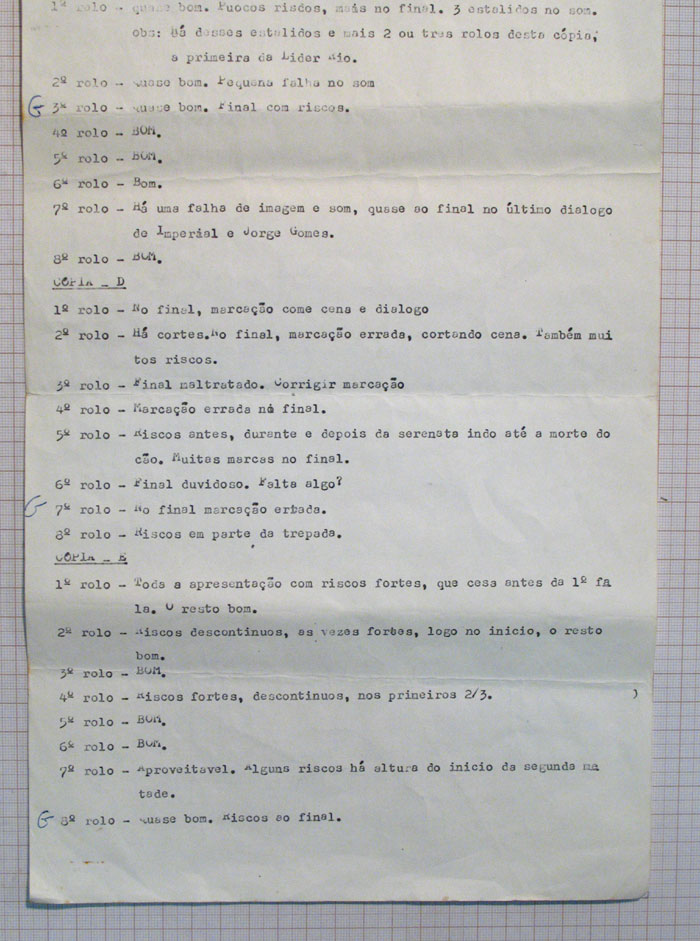 1º rolo - quase bom. Puocos riscos, mais no final. 3 estalidos no som.
obs: Há desses estalidos e mais 2 ou tres rolos desta cópia,
a primeira da Lider Rio.
2º rolo - Quase bom. Pequena falha no som
G 3º rolo - Quase bom. Final com riscos.
4º rolo - BOM.
5º rolo - BOM.
6º rolo - Bom.
7º rolo - Há uma falha de imagem e som, quase ao final no último dialogo
de Imperial e Jorge Gomes.
8º rolo - BOM.
CÓPIA - D
1º rolo - No final, marcação come cena e dialogo
2º rolo - Há cortes.No final, marcação errada, cortando cena. Também mui
tos riscos.
3º rolo - Final maltratado. Corrigir marcação
4º rolo - Marcação errada no final.
5º rolo - Riscos antes, durante e depois da serenata indo até a morte do
cão. Muitas marcas no final.
6º rolo - Final duvidoso. Falta algo?
G 7º rolo - No final marcação errada.
8º rolo - Riscos em parte da trepada.
CÓPIA - E
1º rolo - Toda a apresentação com riscos fortes, que cesa antes da 1º fa
la. O resto bom.
2º rolo - Riscos descontinuos, as vezes fortes, logo no inicio, o resto
bom.
3º rolo - BOM.
4º rolo - Riscos fortes, descontinuos, nos primeiros 2/3. )
5º rolo - BOM.
6º rolo - BOM.
7º rolo - Aproveitavel. Alguns riscos há altura do inicio da segunda me
tade.
G 8º rolo - Quase bom. Riscos ao final.